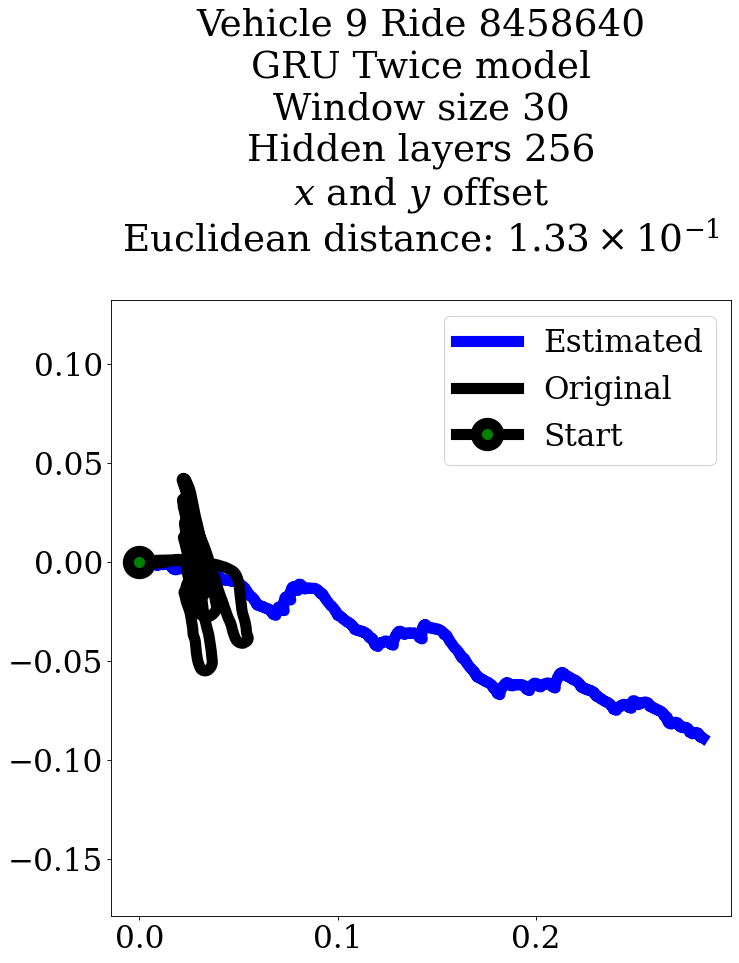 Vehicle 9 Ride 8458640
GRU Twice model
Window size 30
Hidden layers 256
x and y offset
Euclidean distance: 1.33 × 10⁻¹
Estimated
Original
Start
0.10
0.05
0.00
−0.05
−0.10
−0.15
0.0 0.1 0.2